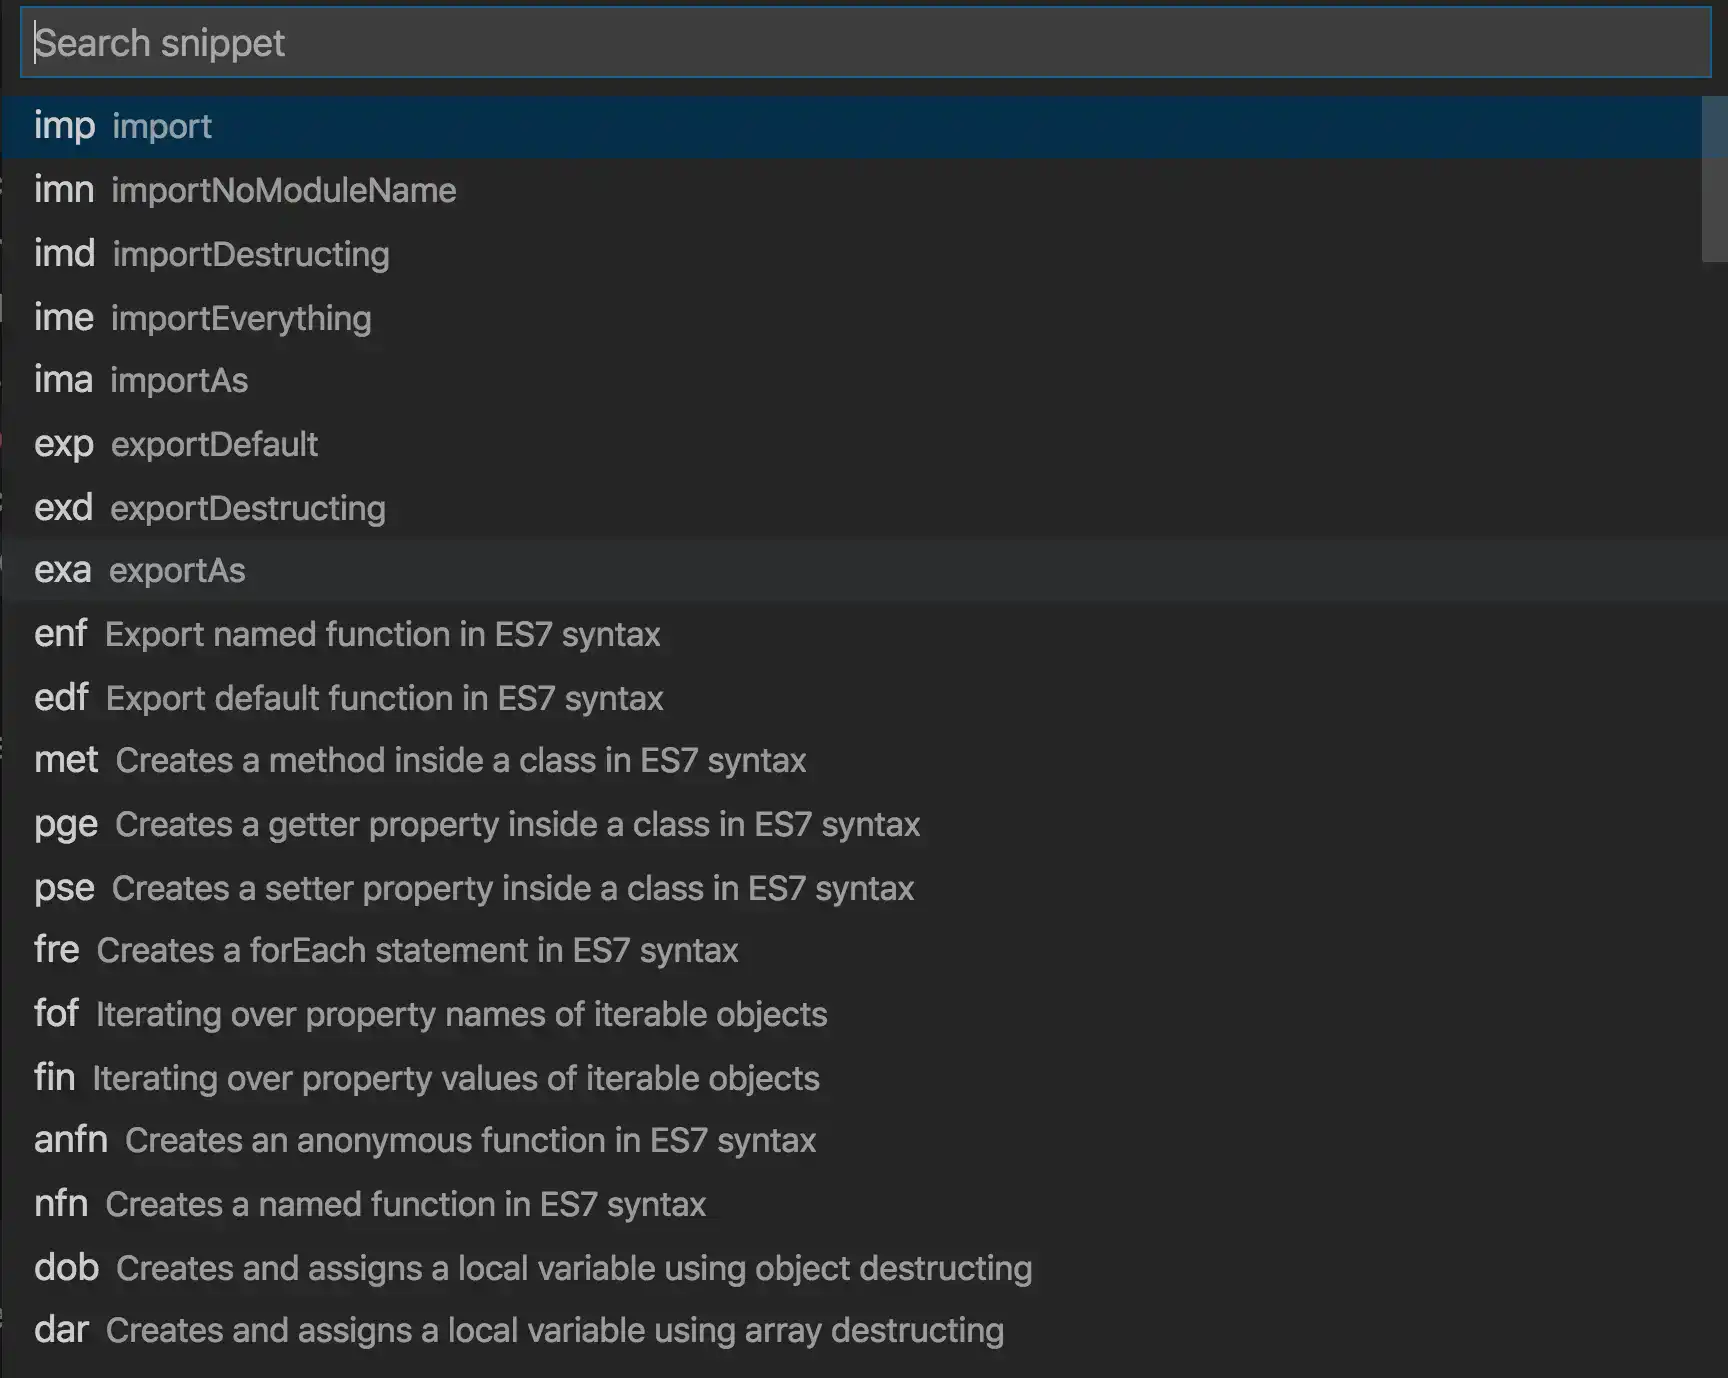 Search snippet
imp import
imn importNoModuleName
imd importDestructing
ime importEverything
ima importAs
exp exportDefault
exd exportDestructing
exa exportAs
enf Export named function in ES7 syntax
edf Export default function in ES7 syntax
met Creates a method inside a class in ES7 syntax
pge Creates a getter property inside a class in ES7 syntax
pse Creates a setter property inside a class in ES7 syntax
fre Creates a forEach statement in ES7 syntax
fof Iterating over property names of iterable objects
fin Iterating over property values of iterable objects
anfn Creates an anonymous function in ES7 syntax
nfn Creates a named function in ES7 syntax
dob Creates and assigns a local variable using object destructing
dar Creates and assigns a local variable using array destructing